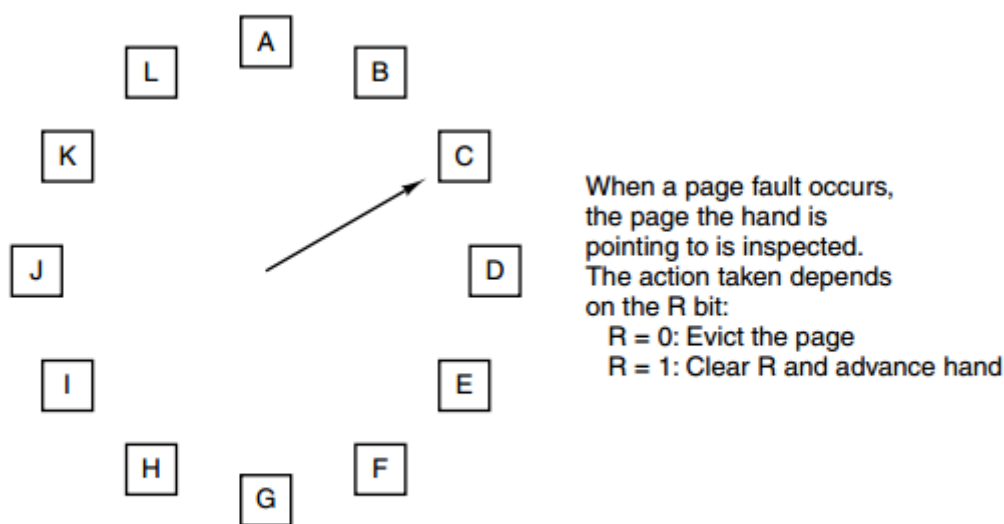 A
L
B
K
C
When a page fault occurs,
the page the hand is
pointing to is inspected.
The action taken depends
on the R bit:
R = 0: Evict the page
R = 1: Clear R and advance hand
J
D
I
E
H
F
G